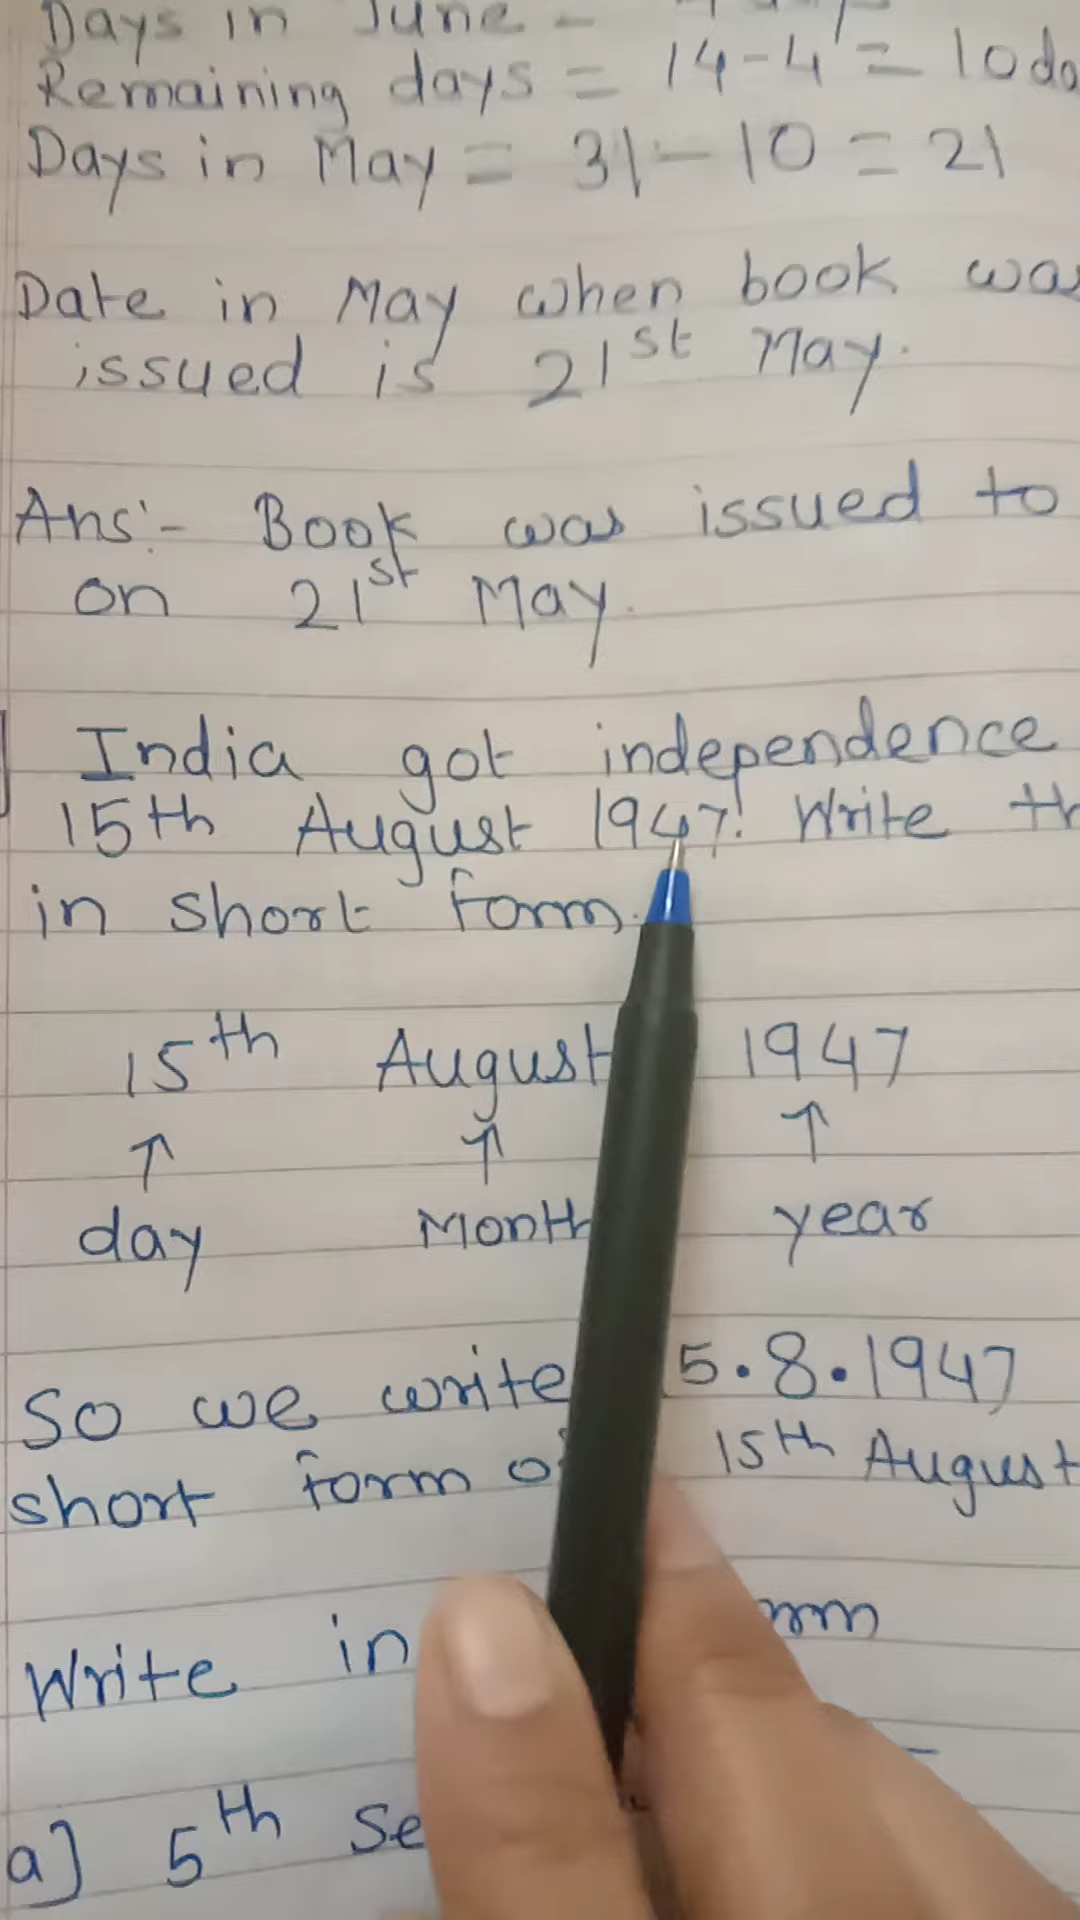 Days in June -
Remaining days = 14-4 = 10 da
Days in May = 31-10 = 21
Date in May when book was
issued is 21st May.
Ans:- Book was issued to
on 21st May.
India got independence
15th August 1947! Write th
in short form.
15th August 1947
↑ ↑ ↑
day Month year
So we write 5.8.1947
short form o 15th August
Write in
a] 5th Se